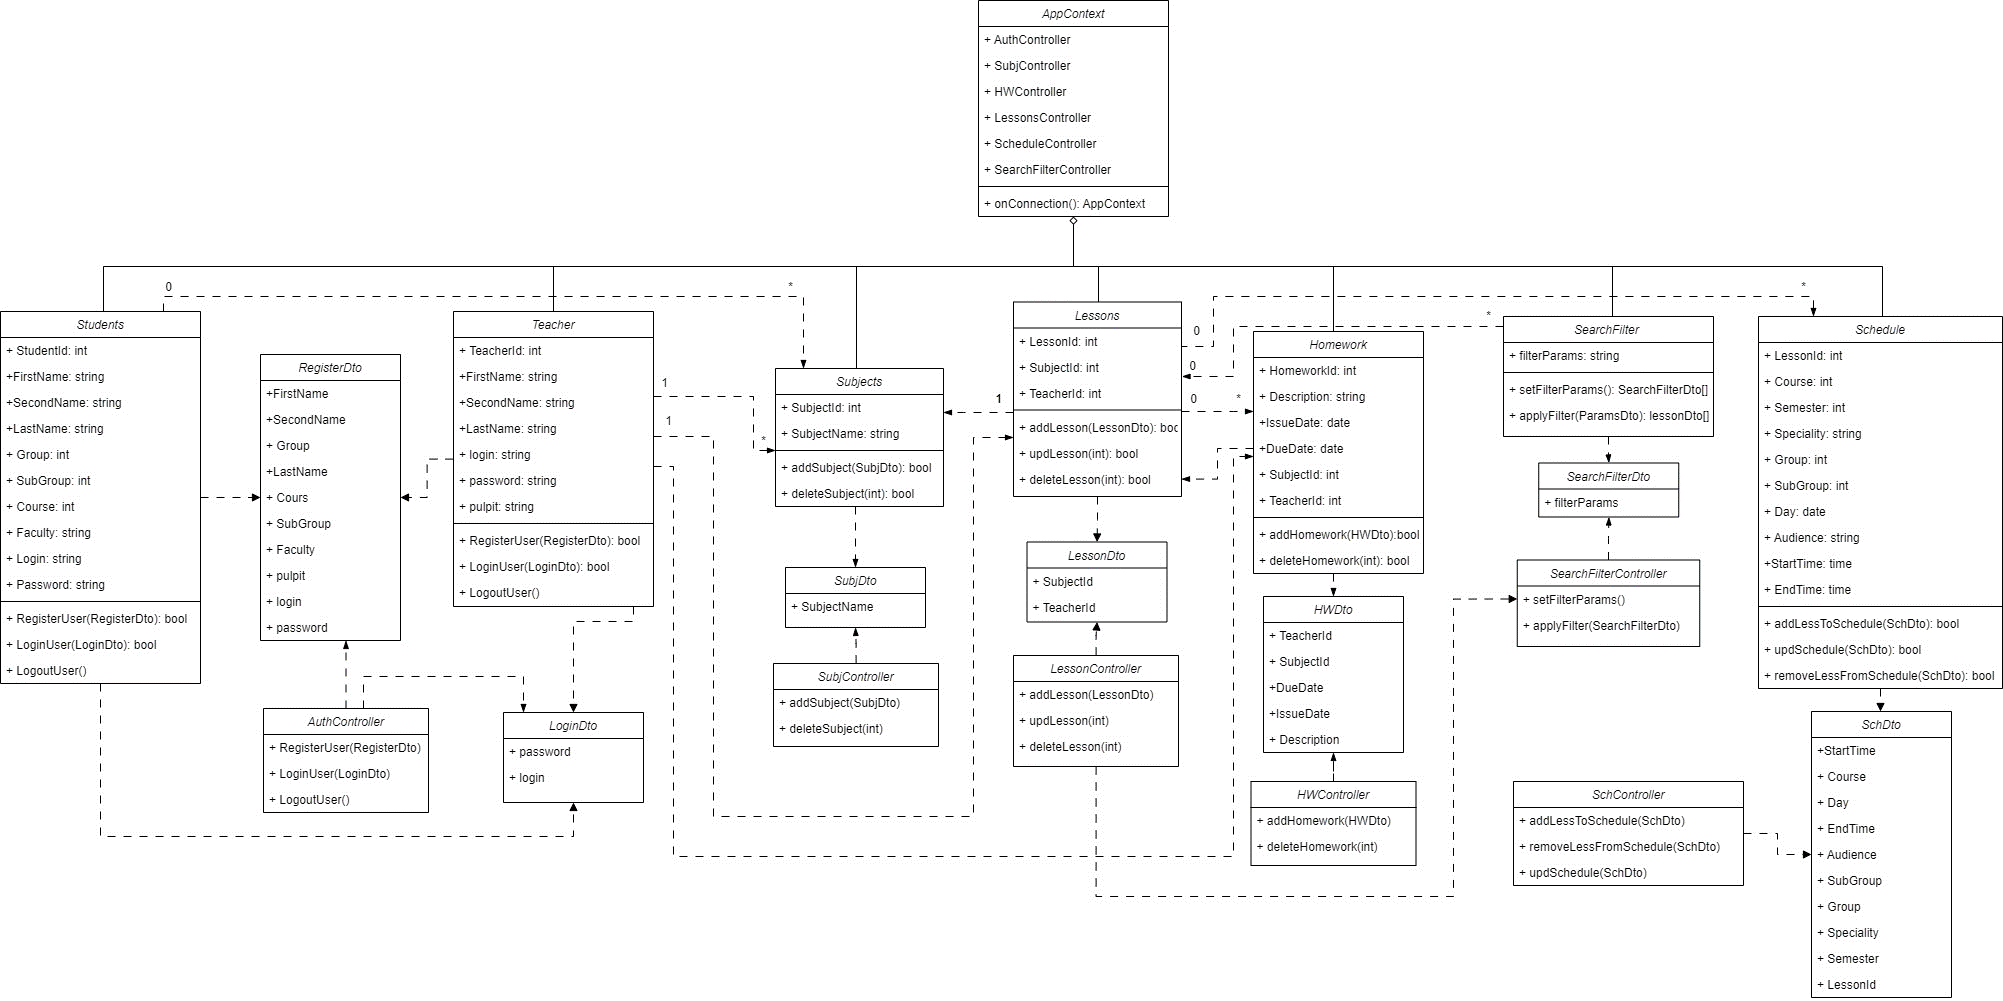 AppContext
+ AuthController
+ SubjController
+ HWController
+ LessonsController
+ ScheduleController
+ SearchFilterController
+ onConnection(): AppContext
0
*
0
*
*
0
Students
+ StudentId: int
+FirstName: string
+SecondName: string
+LastName: string
+ Group: int
+ SubGroup: int
+ Course: int
+ Faculty: string
+ Login: string
+ Password: string
+ RegisterUser(RegisterDto): bool
+ LoginUser(LoginDto): bool
+ LogoutUser()
RegisterDto
+FirstName
+SecondName
+ Group
+LastName
+ Cours
+ SubGroup
+ Faculty
+ pulpit
+ login
+ password
AuthController
+ RegisterUser(RegisterDto)
+ LoginUser(LoginDto)
+ LogoutUser()
Teacher
+ TeacherId: int
+FirstName: string
+SecondName: string
+LastName: string
+ login: string
+ password: string
+ pulpit: string
+ RegisterUser(RegisterDto): bool
+ LoginUser(LoginDto): bool
+ LogoutUser()
1
1
*
LoginDto
+ password
+ login
Subjects
+ SubjectId: int
+ SubjectName: string
+ addSubject(SubjDto): bool
+ deleteSubject(int): bool
SubjDto
+ SubjectName
SubjController
+ addSubject(SubjDto)
+ deleteSubject(int)
1
Lessons
+ LessonId: int
+ SubjectId: int
+ TeacherId: int
+ addLesson(LessonDto): boo
+ updLesson(int): bool
+ deleteLesson(int): bool
0
*
LessonDto
+ SubjectId
+ TeacherId
LessonController
+ addLesson(LessonDto)
+ updLesson(int)
+ deleteLesson(int)
Homework
+ HomeworkId: int
+ Description: string
+IssueDate: date
+DueDate: date
+ SubjectId: int
+ TeacherId: int
+ addHomework(HWDto):bool
+ deleteHomework(int): bool
HWDto
+ TeacherId
+ SubjectId
+DueDate
+IssueDate
+ Description
HWController
+ addHomework(HWDto)
+ deleteHomework(int)
SearchFilter
+ filterParams: string
+ setFilterParams(): SearchFilterDto[]
+ applyFilter(ParamsDto): lessonDto[]
SearchFilterDto
+ filterParams
SearchFilterController
+ setFilterParams()
+ applyFilter(SearchFilterDto)
SchController
+ addLessToSchedule(SchDto)
+ removeLessFromSchedule(SchDto)
+ updSchedule(SchDto)
Schedule
+ LessonId: int
+ Course: int
+ Semester: int
+ Speciality: string
+ Group: int
+ SubGroup: int
+ Day: date
+ Audience: string
+StartTime: time
+ EndTime: time
+ addLessToSchedule(SchDto): bool
+ updSchedule(SchDto): bool
+ removeLessFromSchedule(SchDto): bool
SchDto
+StartTime
+ Course
+ Day
+ EndTime
+ Audience
+ SubGroup
+ Group
+ Speciality
+ Semester
+ LessonId